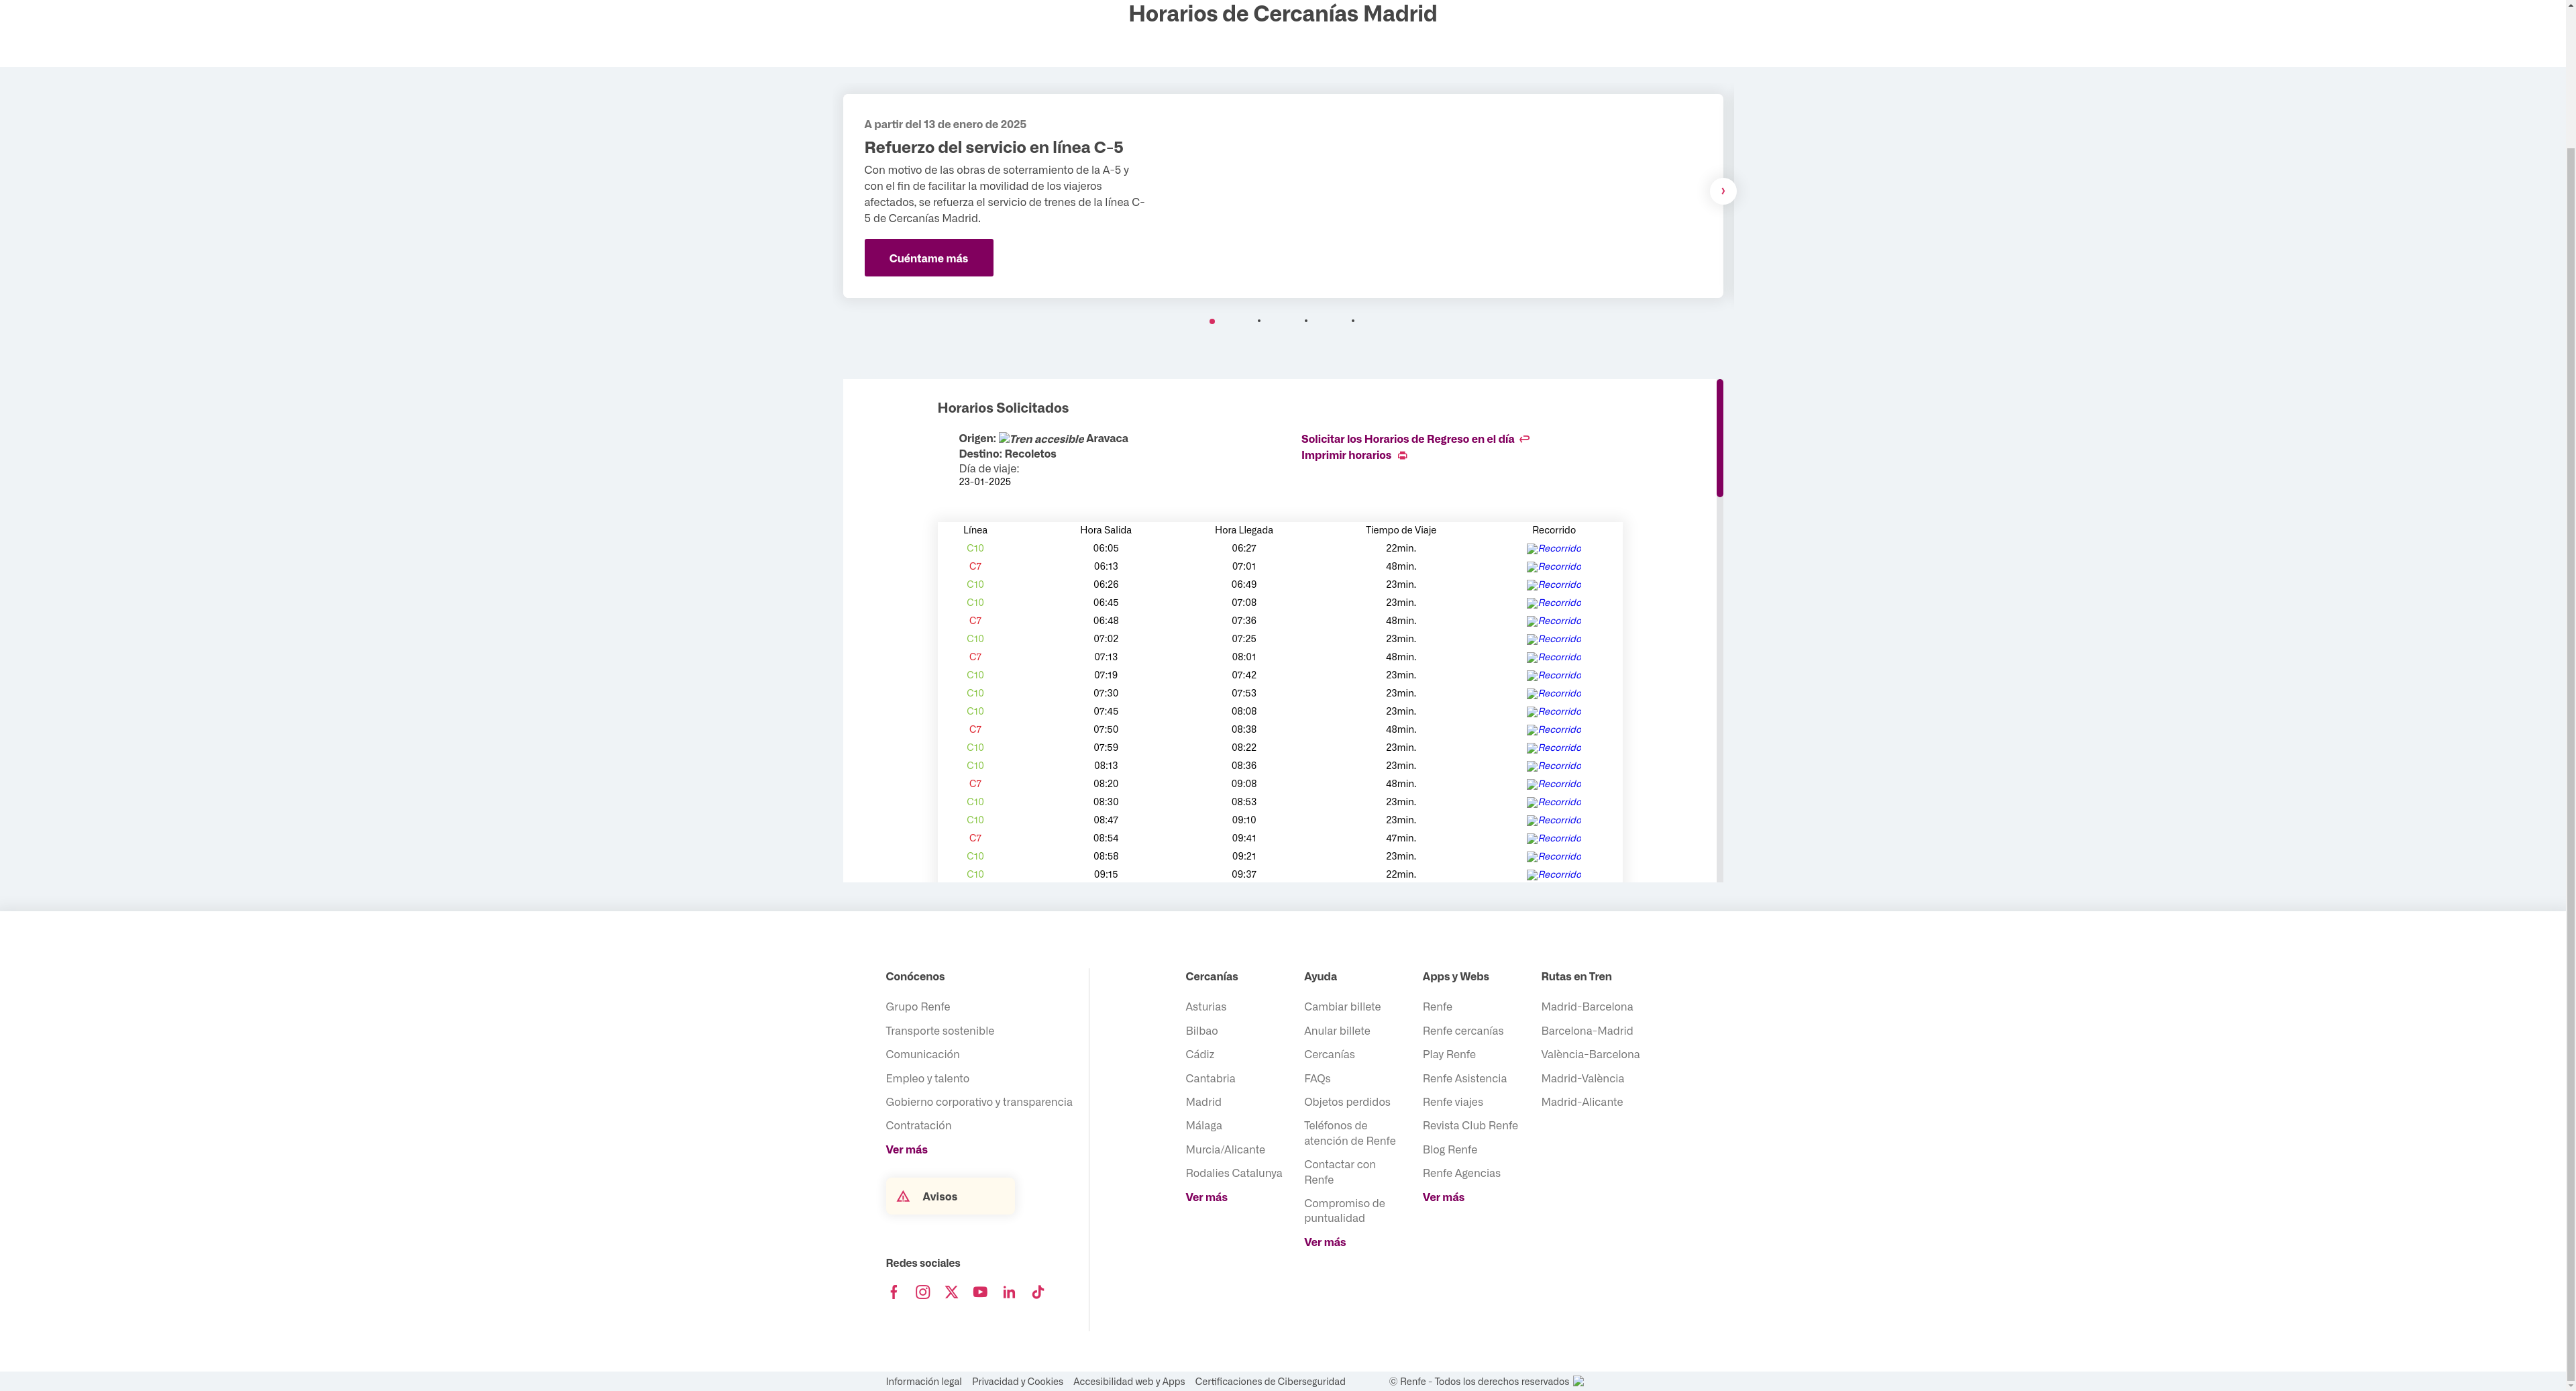 Horarios de Cercanías Madrid
A partir del 13 de enero de 2025
Refuerzo del servicio en línea C-5
Con motivo de las obras de soterramiento de la A-5 y
con el fin de facilitar la movilidad de los viajeros
afectados, se refuerza el servicio de trenes de la línea C-
5 de Cercanías Madrid.
Cuéntame más
Horarios Solicitados
Origen: Tren accesible Aravaca
Destino: Recoletos
Día de viaje:
23-01-2025
Solicitar los Horarios de Regreso en el día
Imprimir horarios
Línea Hora Salida Hora Llegada Tiempo de Viaje Recorrido
C10 06:05 06:27 22min. Recorrido
C7 06:13 07:01 48min. Recorrido
C10 06:26 06:49 23min. Recorrido
C10 06:45 07:08 23min. Recorrido
C7 06:48 07:36 48min. Recorrido
C10 07:02 07:25 23min. Recorrido
C7 07:13 08:01 48min. Recorrido
C10 07:19 07:42 23min. Recorrido
C10 07:30 07:53 23min. Recorrido
C10 07:45 08:08 23min. Recorrido
C7 07:50 08:38 48min. Recorrido
C10 07:59 08:22 23min. Recorrido
C10 08:13 08:36 23min. Recorrido
C7 08:20 09:08 48min. Recorrido
C10 08:30 08:53 23min. Recorrido
C10 08:47 09:10 23min. Recorrido
C7 08:54 09:41 47min. Recorrido
C10 08:58 09:21 23min. Recorrido
C10 09:15 09:37 22min. Recorrido
Conócenos
Grupo Renfe
Transporte sostenible
Comunicación
Empleo y talento
Gobierno corporativo y transparencia
Contratación
Ver más
Avisos
Redes sociales
Cercanías
Asturias
Bilbao
Cádiz
Cantabria
Madrid
Málaga
Murcia/Alicante
Rodalies Catalunya
Ver más
Ayuda
Cambiar billete
Anular billete
Cercanías
FAQs
Objetos perdidos
Teléfonos de
atención de Renfe
Contactar con
Renfe
Compromiso de
puntualidad
Ver más
Apps y Webs
Renfe
Renfe cercanías
Play Renfe
Renfe Asistencia
Renfe viajes
Revista Club Renfe
Blog Renfe
Renfe Agencias
Ver más
Rutas en Tren
Madrid-Barcelona
Barcelona-Madrid
València-Barcelona
Madrid-València
Madrid-Alicante
Información legal Privacidad y Cookies Accesibilidad web y Apps Certificaciones de Ciberseguridad © Renfe - Todos los derechos reservados